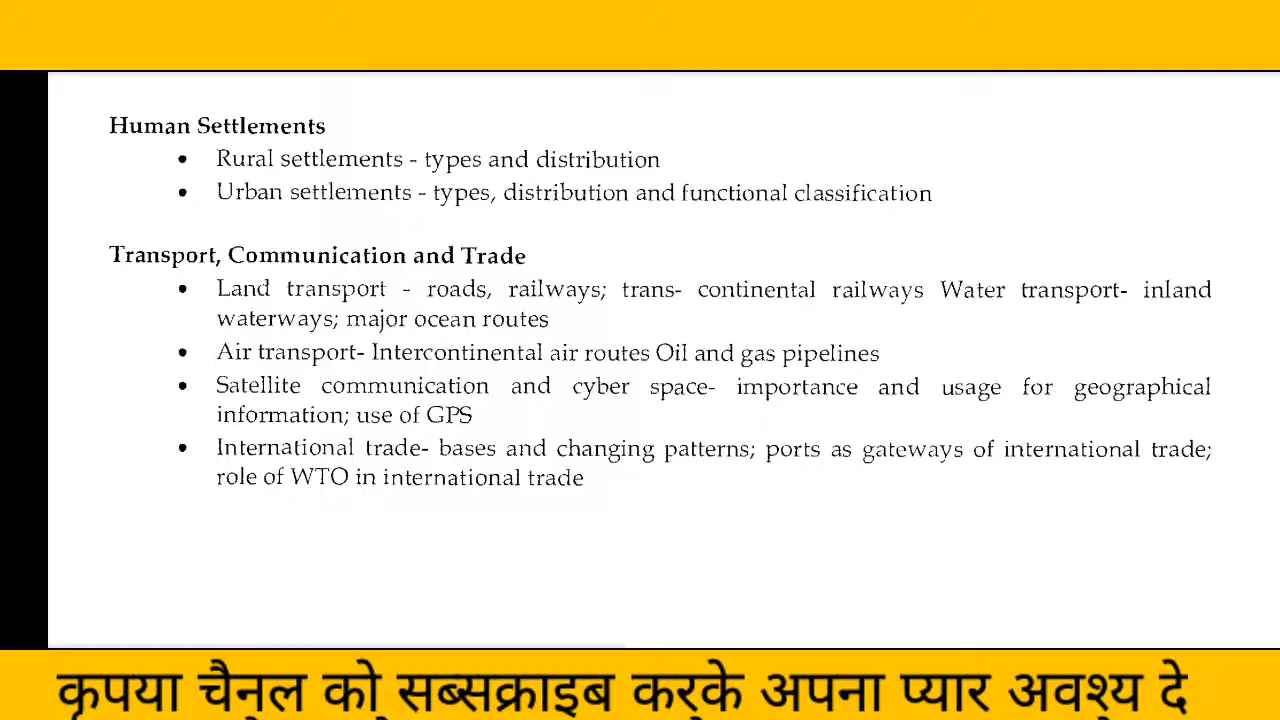 Human Settlements
• Rural settlements - types and distribution
• Urban settlements - types, distribution and functional classification
Transport, Communication and Trade
• Land transport - roads, railways; trans- continental railways Water transport- inland
waterways; major ocean routes
• Air transport- Intercontinental air routes Oil and gas pipelines
• Satellite communication and cyber space- importance and usage for geographical
information; use of GPS
• International trade- bases and changing patterns; ports as gateways of international trade;
role of WTO in international trade
कृपया चैनल को सब्सक्राइब करके अपना प्यार अवश्य दे